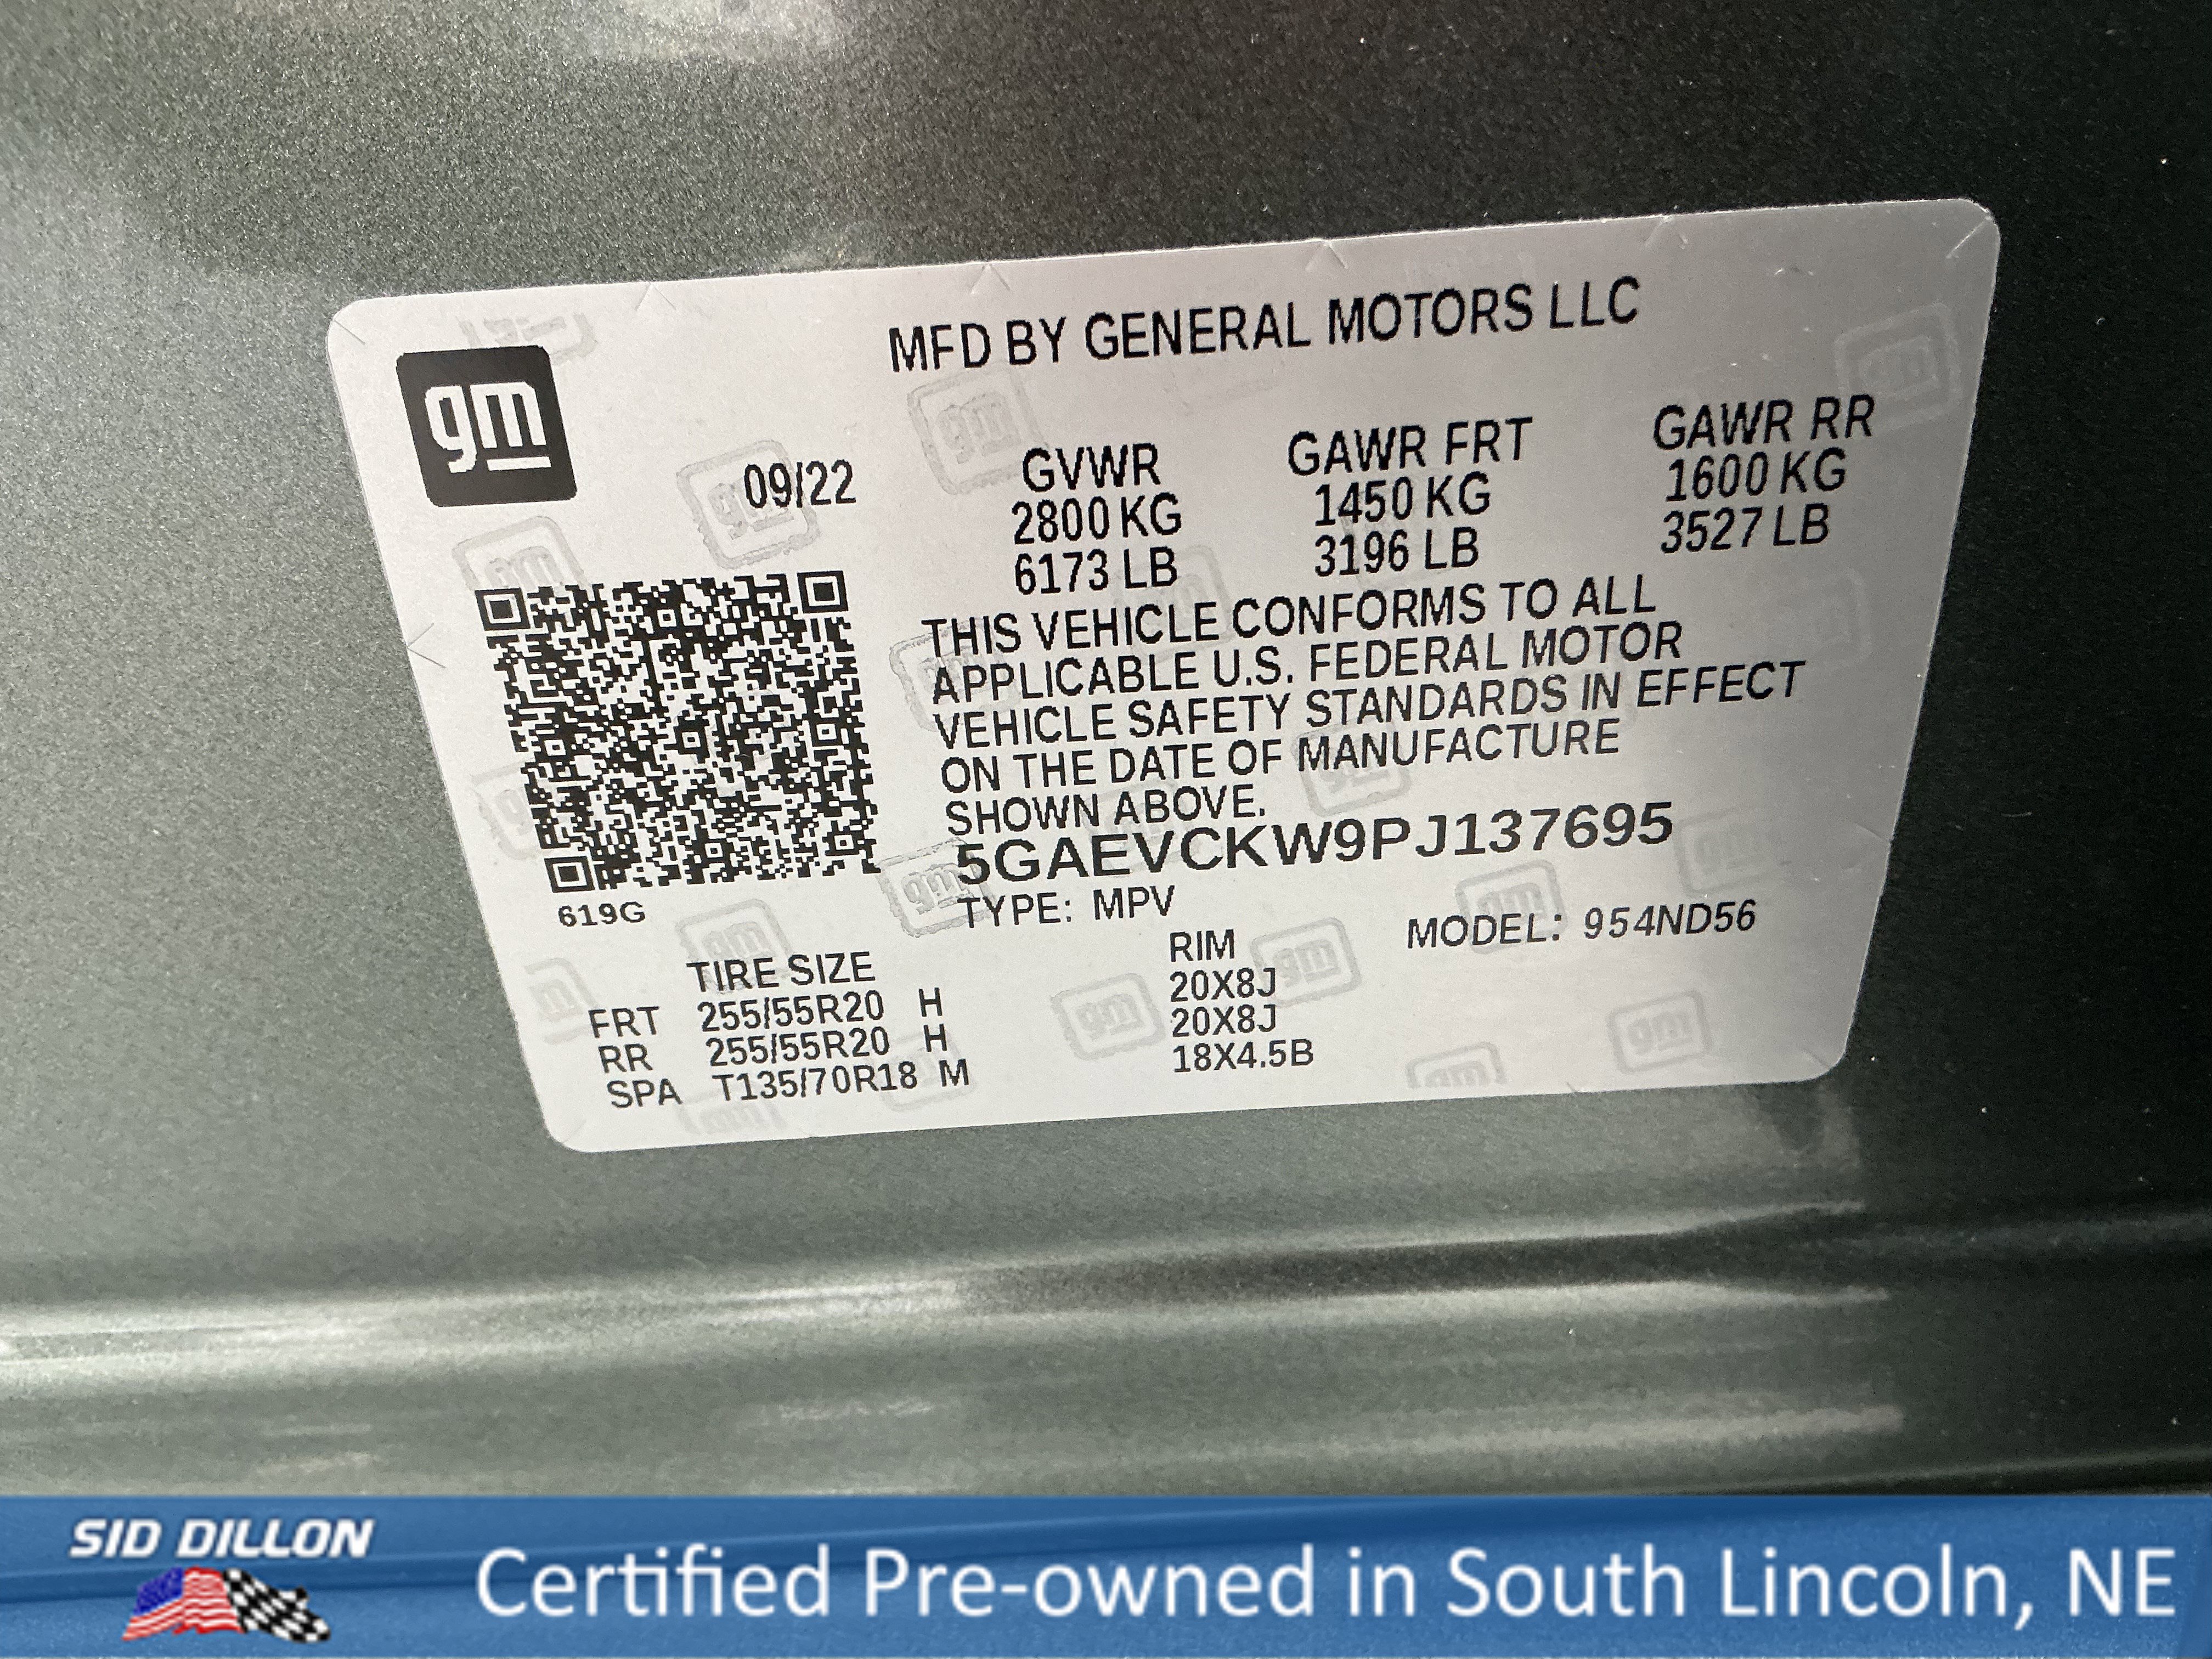 MFD BY GENERAL MOTORS LLC
gm
09/22
GVWR GAWR FRT GAWR RR
2800 KG 1450 KG 1600 KG
6173 LB 3196 LB 3527 LB
THIS VEHICLE CONFORMS TO ALL
APPLICABLE U.S. FEDERAL MOTOR
VEHICLE SAFETY STANDARDS IN EFFECT
ON THE DATE OF MANUFACTURE
SHOWN ABOVE.
5GAEVCKW9PJ137695
619G
TYPE: MPV MODEL: 954ND56
TIRE SIZE RIM
FRT 255/55R20 H 20X8J
RR 255/55R20 H 20X8J
SPA T135/70R18 M 18X4.5B
SID DILLON
Certified Pre-owned in South Lincoln, NE